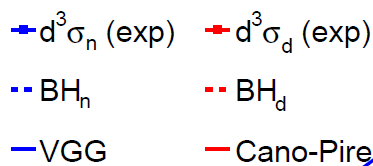 d³σₙ (exp) d³σ_d (exp)
BHₙ BH_d
VGG Cano-Pire